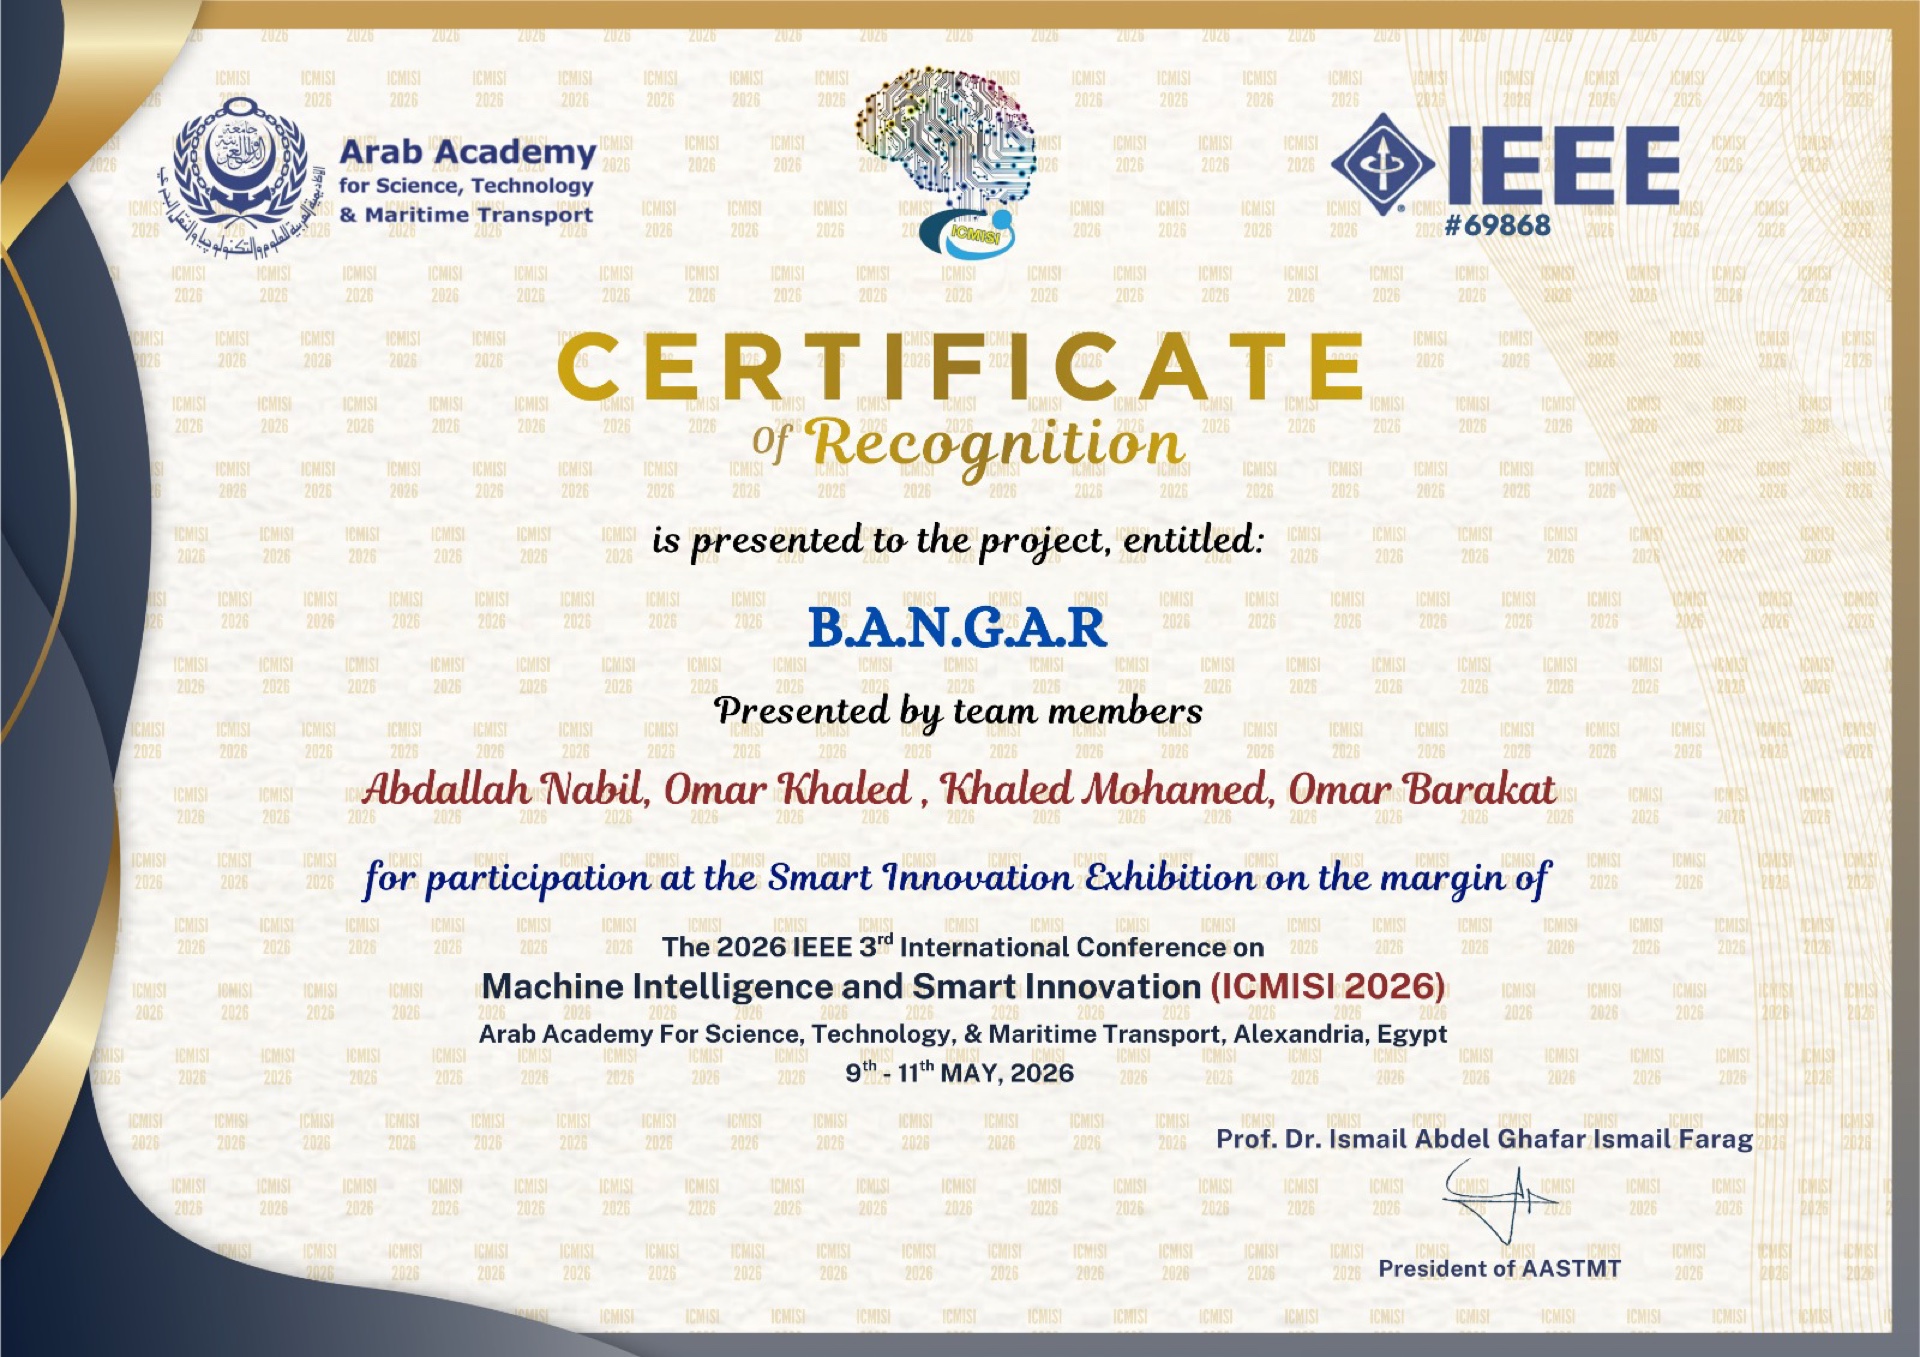 Arab Academy
for Science, Technology
& Maritime Transport
ICMISI
IEEE
#69868
CERTIFICATE
Of Recognition
is presented to the project, entitled:
B.A.N.G.A.R
Presented by team members
Abdallah Nabil, Omar Khaled , Khaled Mohamed, Omar Barakat
for participation at the Smart Innovation Exhibition on the margin of
The 2026 IEEE 3rd International Conference on
Machine Intelligence and Smart Innovation (ICMISI 2026)
Arab Academy For Science, Technology, & Maritime Transport, Alexandria, Egypt
9th - 11th MAY, 2026
Prof. Dr. Ismail Abdel Ghafar Ismail Farag
President of AASTMT
ICMISI
2026